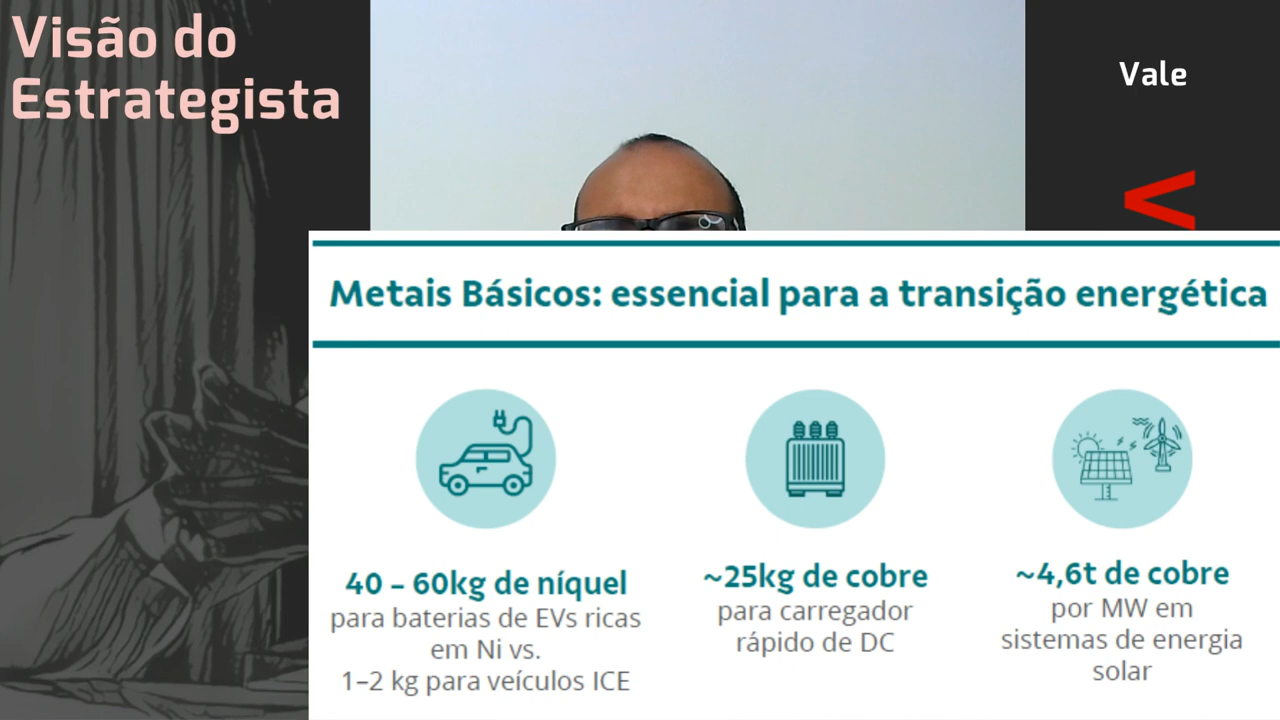 Visão do
Estrategista
Vale
<
Metais Básicos: essencial para a transição energética
40 – 60kg de níquel
para baterias de EVs ricas
em Ni vs.
1–2 kg para veículos ICE
~25kg de cobre
para carregador
rápido de DC
~4,6t de cobre
por MW em
sistemas de energia
solar